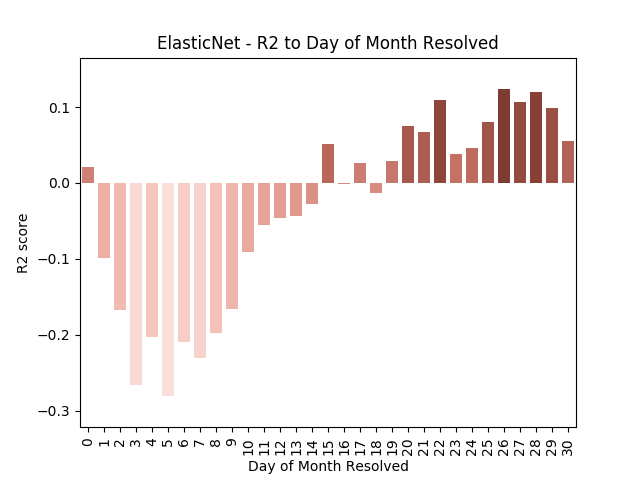 ElasticNet - R2 to Day of Month Resolved
R2 score
0.1
0.0
−0.1
−0.2
−0.3
0 1 2 3 4 5 6 7 8 9 10 11 12 13 14 15 16 17 18 19 20 21 22 23 24 25 26 27 28 29 30
Day of Month Resolved